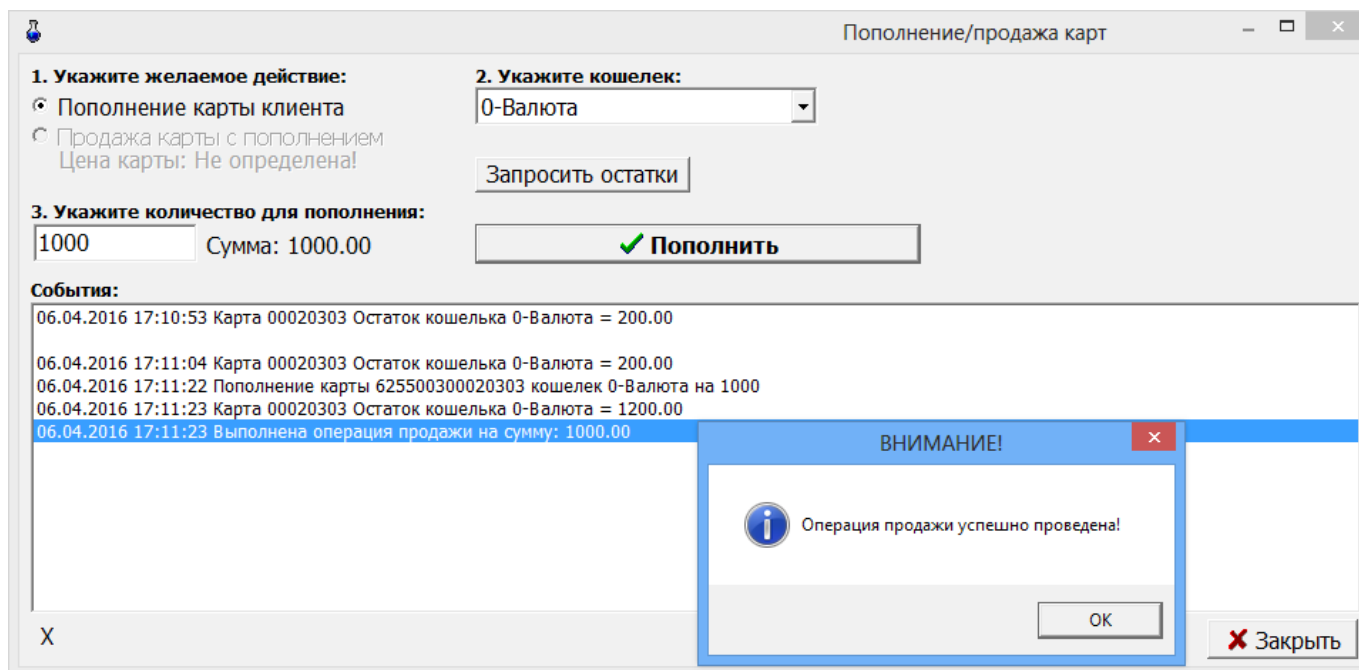 Пополнение/продажа карт
1. Укажите желаемое действие:
2. Укажите кошелек:
Пополнение карты клиента
0-Валюта
Продажа карты с пополнением
Цена карты: Не определена!
Запросить остатки
3. Укажите количество для пополнения:
1000
Сумма: 1000.00
Пополнить
События:
06.04.2016 17:10:53 Карта 00020303 Остаток кошелька 0-Валюта = 200.00
06.04.2016 17:11:04 Карта 00020303 Остаток кошелька 0-Валюта = 200.00
06.04.2016 17:11:22 Пополнение карты 625500300020303 кошелек 0-Валюта на 1000
06.04.2016 17:11:23 Карта 00020303 Остаток кошелька 0-Валюта = 1200.00
06.04.2016 17:11:23 Выполнена операция продажи на сумму: 1000.00
ВНИМАНИЕ!
Операция продажи успешно проведена!
OK
X
Закрыть